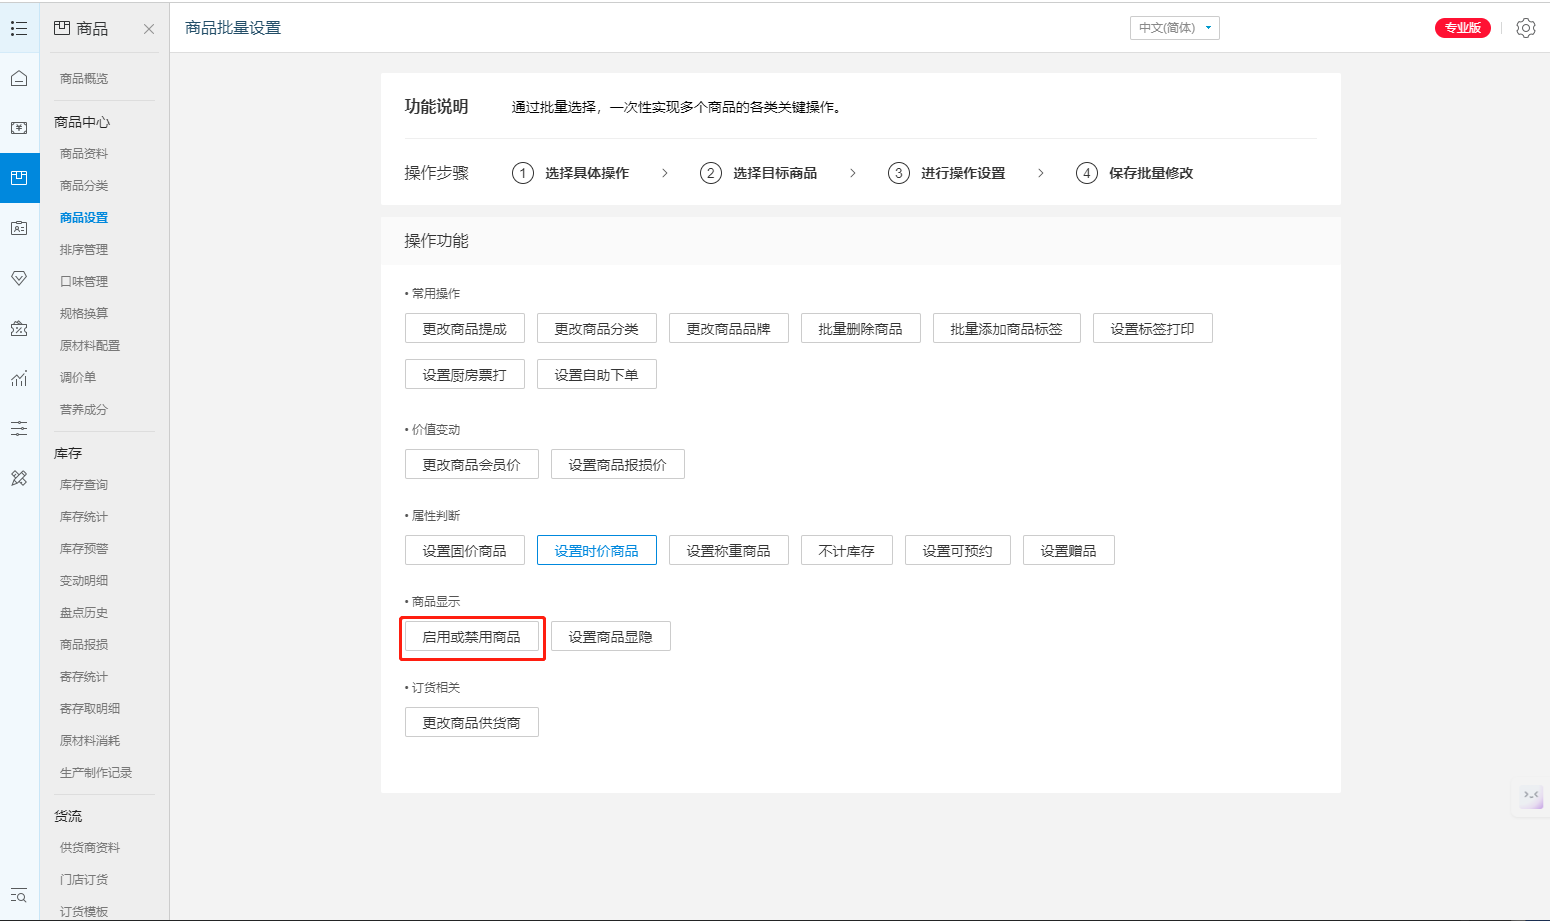 商品
商品批量设置
中文(简体)
专业版
商品概览
商品中心
商品资料
商品分类
商品设置
排序管理
口味管理
规格换算
原材料配置
调价单
营养成分
库存
库存查询
库存统计
库存预警
变动明细
盘点历史
商品报损
寄存统计
寄存取明细
原材料消耗
生产制作记录
货流
供货商资料
门店订货
订货模板
功能说明 通过批量选择，一次性实现多个商品的各类关键操作。
操作步骤 1 选择具体操作 > 2 选择目标商品 > 3 进行操作设置 > 4 保存批量修改
操作功能
• 常用操作
更改商品提成 更改商品分类 更改商品品牌 批量删除商品 批量添加商品标签 设置标签打印
设置厨房票打 设置自助下单
• 价值变动
更改商品会员价 设置商品报损价
• 属性判断
设置固价商品 设置时价商品 设置称重商品 不计库存 设置可预约 设置赠品
• 商品显示
启用或禁用商品 设置商品显隐
• 订货相关
更改商品供货商